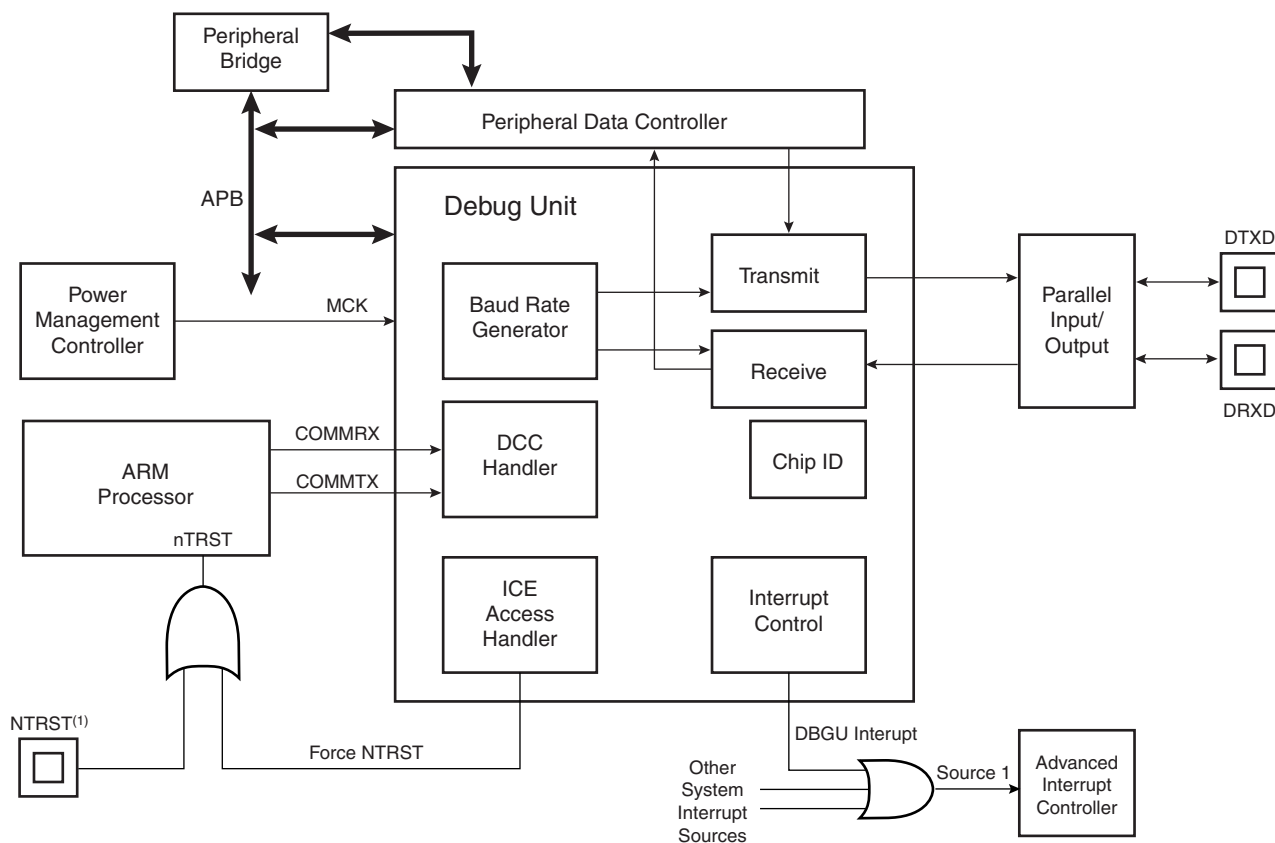 Peripheral
Bridge
Peripheral Data Controller
APB
Debug Unit
DTXD
Power
Management
Controller
MCK
Baud Rate
Generator
Transmit
Parallel
Input/
Output
Receive
DRXD
ARM
Processor
nTRST
COMMRX
COMMTX
DCC
Handler
Chip ID
ICE
Access
Handler
Interrupt
Control
NTRST(1)
Force NTRST
DBGU Interupt
Other
System
Interrupt
Sources
Source 1
Advanced
Interrupt
Controller